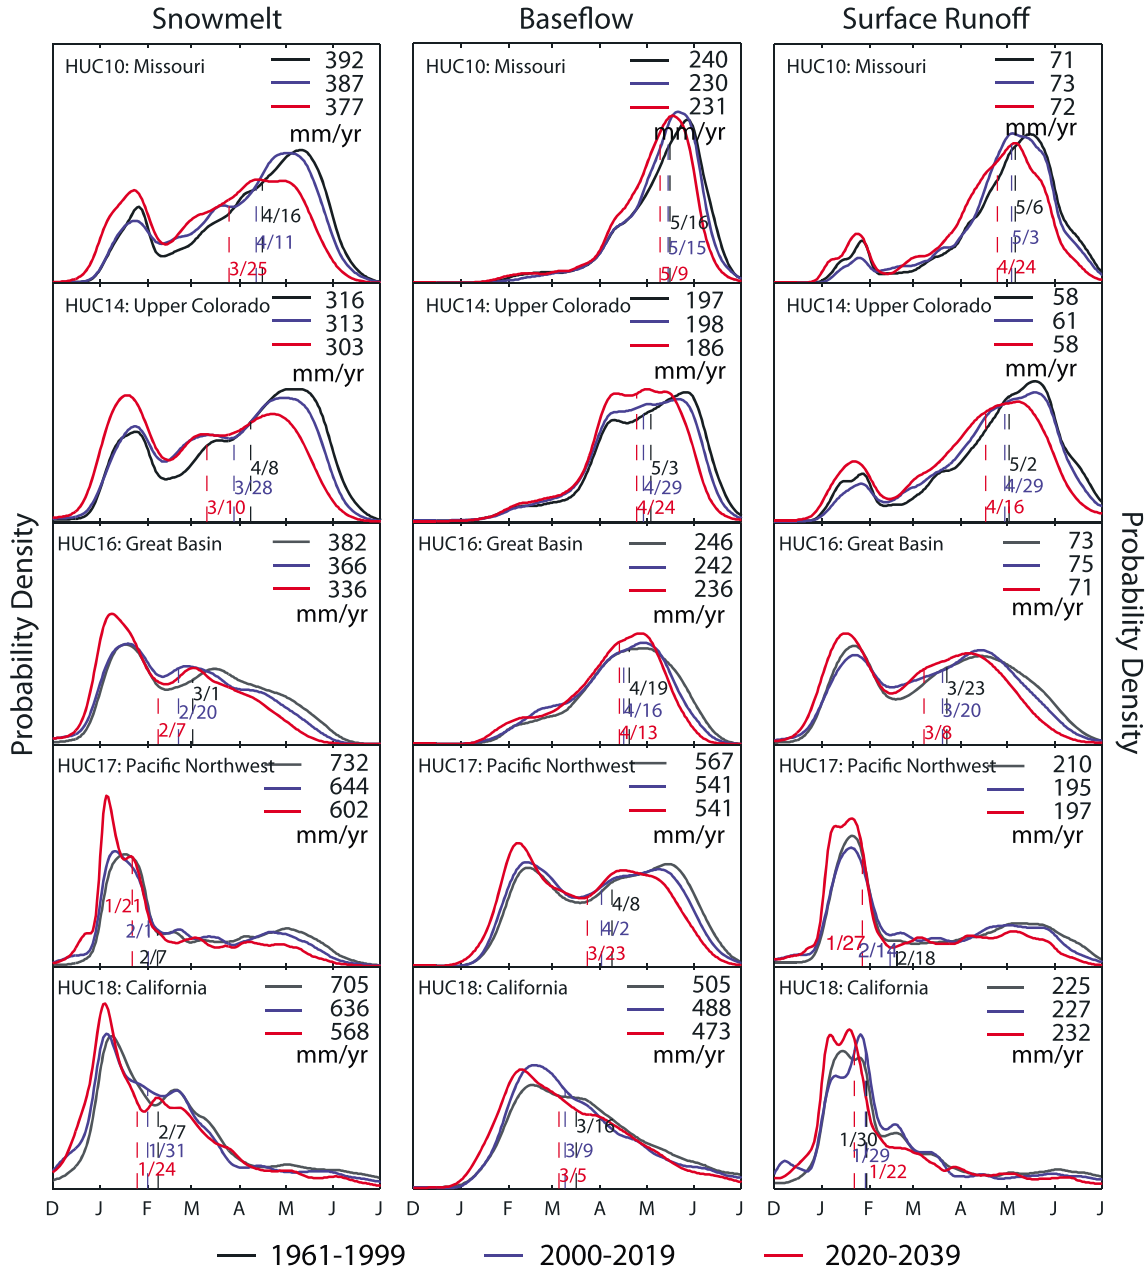 Snowmelt Baseflow Surface Runoff
HUC10: Missouri
392
387
377
mm/yr
4/16
4/11
3/25
HUC10: Missouri
240
230
231
mm/yr
5/16
5/15
5/9
HUC10: Missouri
71
73
72
mm/yr
5/6
5/3
4/24
HUC14: Upper Colorado
316
313
303
mm/yr
4/8
3/28
3/10
HUC14: Upper Colorado
197
198
186
mm/yr
5/3
4/29
4/24
HUC14: Upper Colorado
58
61
58
mm/yr
5/2
4/29
4/16
Probability Density
HUC16: Great Basin
382
366
336
mm/yr
3/1
2/20
2/7
HUC16: Great Basin
246
242
236
mm/yr
4/19
4/16
4/13
HUC16: Great Basin
73
75
71
mm/yr
3/23
3/20
3/8
Probability Density
HUC17: Pacific Northwest
732
644
602
mm/yr
1/21
2/1
2/7
HUC17: Pacific Northwest
567
541
541
mm/yr
4/8
4/2
3/23
HUC17: Pacific Northwest
210
195
197
mm/yr
1/27
2/14
2/18
HUC18: California
705
636
568
mm/yr
2/7
1/31
1/24
HUC18: California
505
488
473
mm/yr
3/16
3/9
3/5
HUC18: California
225
227
232
mm/yr
1/30
1/29
1/22
D J F M A M J D J F M A M J D J F M A M J
1961-1999 2000-2019 2020-2039